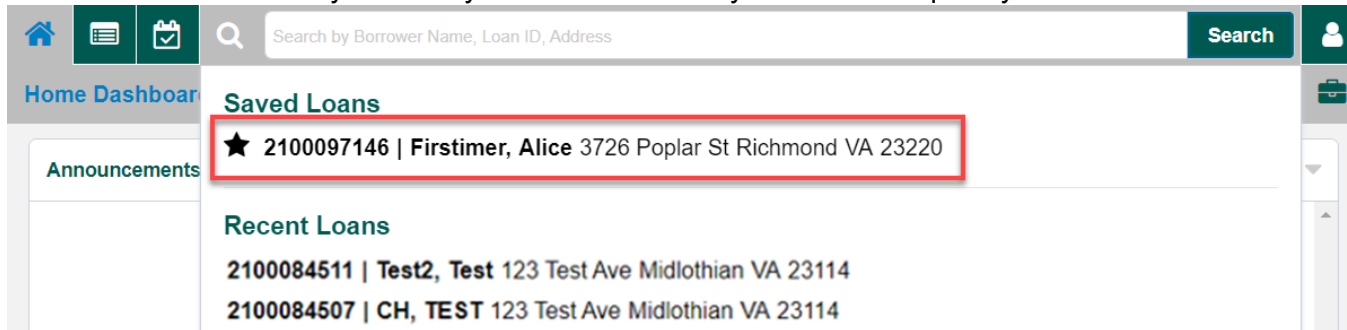 Search by Borrower Name, Loan ID, Address
Search
Home Dashboar
Saved Loans
★ 2100097146 | Firstimer, Alice 3726 Poplar St Richmond VA 23220
Announcements
Recent Loans
2100084511 | Test2, Test 123 Test Ave Midlothian VA 23114
2100084507 | CH, TEST 123 Test Ave Midlothian VA 23114